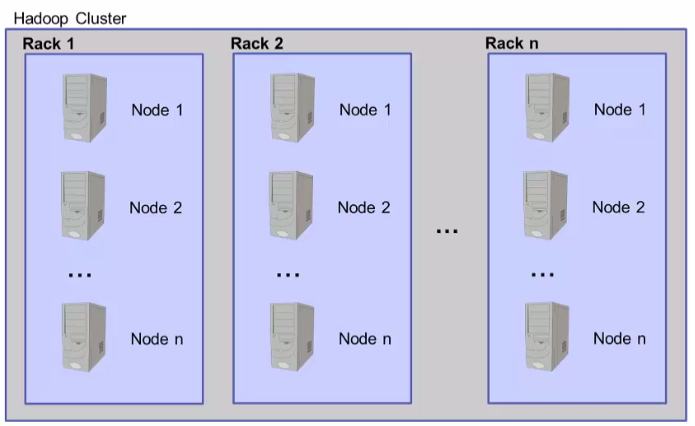 Hadoop Cluster
Rack 1
Node 1
Node 2
...
Node n
Rack 2
Node 1
Node 2
...
Node n
...
Rack n
Node 1
Node 2
...
Node n